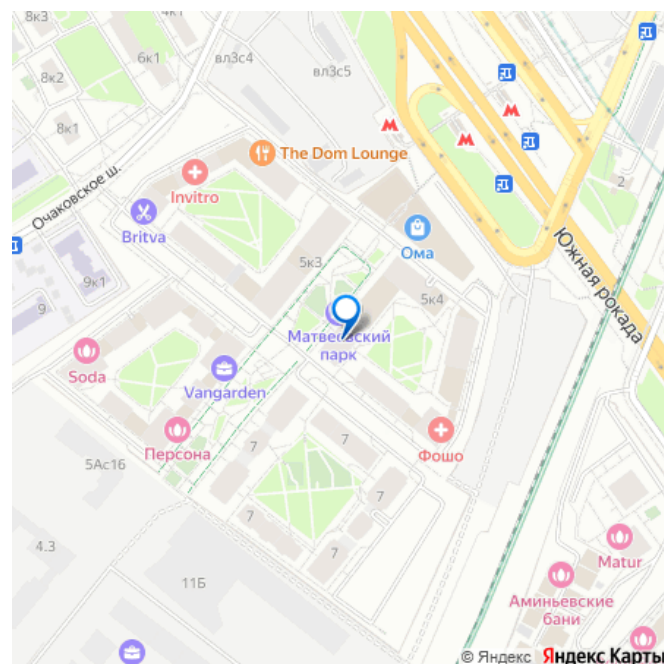 8к3
вл3с4
6к1
вл3с5
8к2
8к1
The Dom Lounge
Invitro
2
Очаковское ш.
Britva
Ома
5к3
Южная рокада
9к1
9
5к4
Матвеевский
парк
Soda
Vangarden
Персона
7
7
Фошо
5Ас16
7
4.3
7
Matur
11Б
Аминьевские
бани
© Яндекс Яндекс Карты